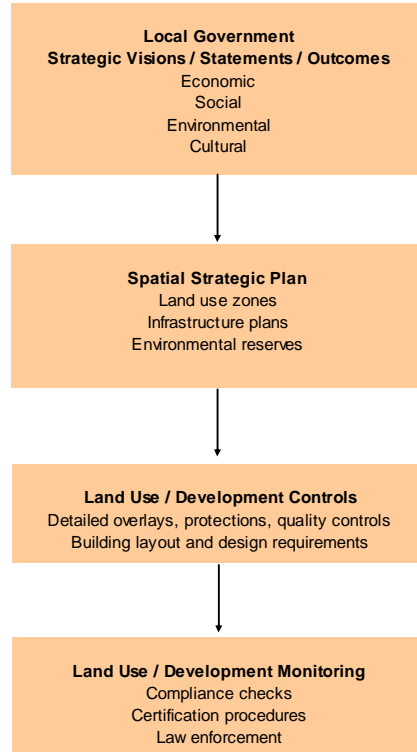 Local Government
Strategic Visions / Statements / Outcomes
Economic
Social
Environmental
Cultural
Spatial Strategic Plan
Land use zones
Infrastructure plans
Environmental reserves
Land Use / Development Controls
Detailed overlays, protections, quality controls
Building layout and design requirements
Land Use / Development Monitoring
Compliance checks
Certification procedures
Law enforcement